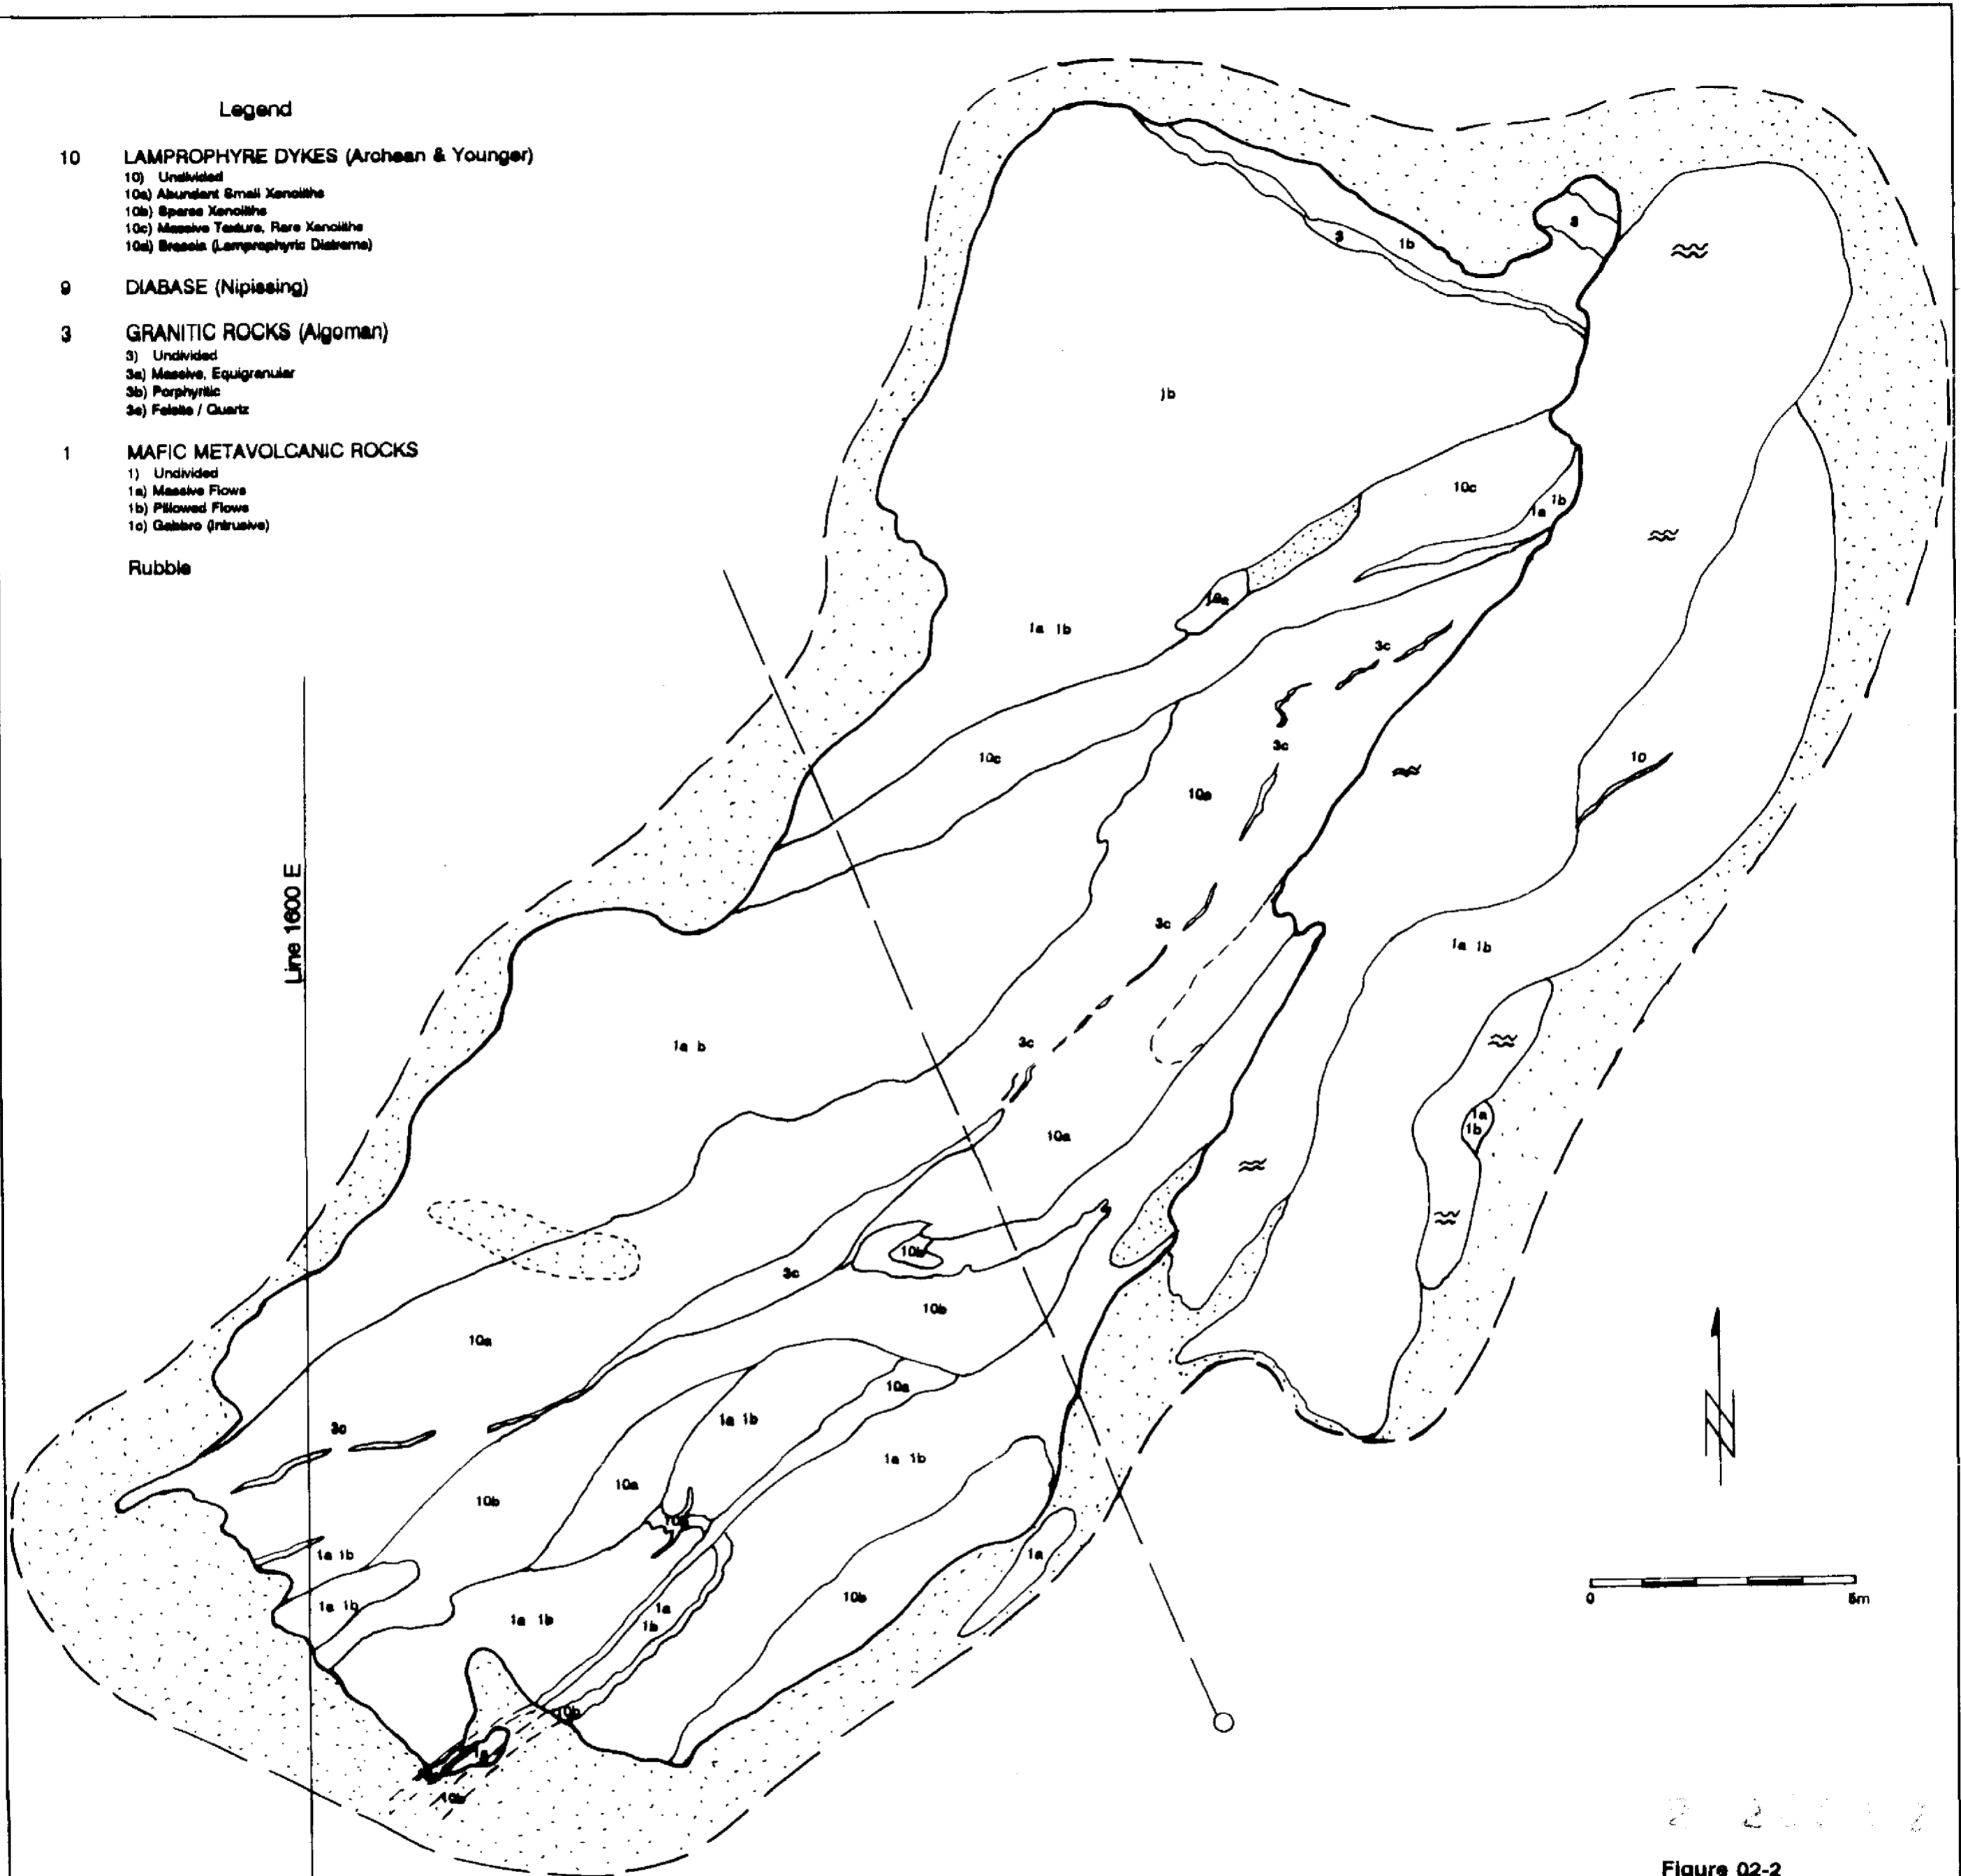 Legend
10 LAMPROPHYRE DYKES (Archean & Younger)
10) Undivided
10a) Abundant Small Xenoliths
10b) Sparse Xenoliths
10c) Massive Texture, Rare Xenoliths
10d) Breccia (Lamprophyric Diatreme)
9 DIABASE (Nipissing)
3 GRANITIC ROCKS (Algoman)
3) Undivided
3a) Massive, Equigranular
3b) Porphyritic
3c) Felsite / Quartz
1 MAFIC METAVOLCANIC ROCKS
1) Undivided
1a) Massive Flows
1b) Pillowed Flows
1c) Gabbro (Intrusive)
Rubble
3
3
1b
1b
10c
1b
1a
10a
1a 1b
3c
3c
10c
10
10a
Line 1600 E
3c
1a 1b
3c
1a b
1a
1b
10a
10b
3c
10b
10a
10a
3c
1a 1b
1a 1b
10a
10b
1a 1b
1a
10b
1a 1b
1a
1b
1a 1b
10b
10b
0 5m
Figure 02-2